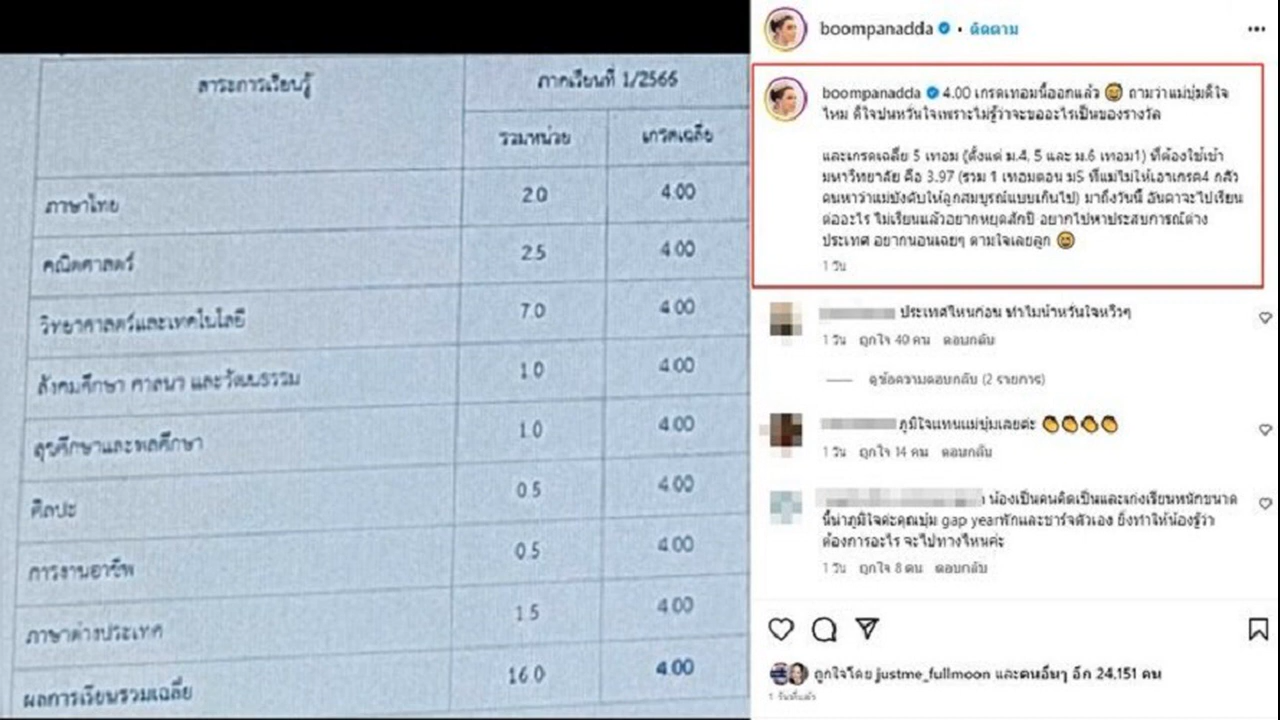 สาระการเรียนรู้
ภาคเรียนที่ 1/2566
รวมหน่วย
เกรดเฉลี่ย
ภาษาไทย 2.0 4.00
คณิตศาสตร์ 2.5 4.00
วิทยาศาสตร์และเทคโนโลยี 7.0 4.00
สังคมศึกษา ศาสนา และวัฒนธรรม 1.0 4.00
สุขศึกษาและพลศึกษา 1.0 4.00
ศิลปะ 0.5 4.00
การงานอาชีพ 0.5 4.00
ภาษาต่างประเทศ 1.5 4.00
ผลการเรียนรวมเฉลี่ย 16.0 4.00
boompanadda • ติดตาม
boompanadda 4.00 เกรดเทอมนี้ออกแล้ว 😅 ถามว่าแม่บุ่มดีใจ
ไหม ดีใจปนหวั่นใจเพราะไม่รู้ว่าจะขออะไรเป็นของรางวัล
และเกรดเฉลี่ย 5 เทอม (ตั้งแต่ ม.4, 5 และ ม.6 เทอม1) ที่ต้องใช้เข้า
มหาวิทยาลัย คือ 3.97 (รวม 1 เทอมตอน ม5 ที่แม่ไม่ให้เอาเกรด4 กลัว
คนหาว่าแม่บังคับให้ลูกสมบูรณ์แบบเกินไป) มาถึงวันนี้ อันดาจะไปเรียน
ต่ออะไร ไม่เรียนแล้วอยากหยุดสักปี อยากไปหาประสบการณ์ต่าง
ประเทศ อยากนอนเฉยๆ ตามใจเลยลูก 😅
1 วัน
ประเทศไหนก่อน ทำไมน้าหวั่นใจหวิวๆ
1 วัน ถูกใจ 40 คน ตอบกลับ
ดูข้อความตอบกลับ (2 รายการ)
ภูมิใจแทนแม่บุ่มเลยค่ะ 👏👏👏👏
1 วัน ถูกใจ 14 คน ตอบกลับ
น้องเป็นคนคิดเป็นและเก่งเรียนหนักขนาด
นี้น่าภูมิใจค่ะคุณบุ่ม gap yearพักและชาร์จตัวเอง ยิ่งทำให้น้องรู้ว่า
ต้องการอะไร จะไปทางไหนค่ะ
1 วัน ถูกใจ 8 คน ตอบกลับ
ถูกใจโดย justme_fullmoon และคนอื่นๆ อีก 24,151 คน
1 วันที่แล้ว